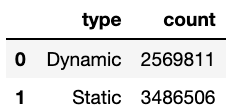 type count
0 Dynamic 2569811
1 Static 3486506